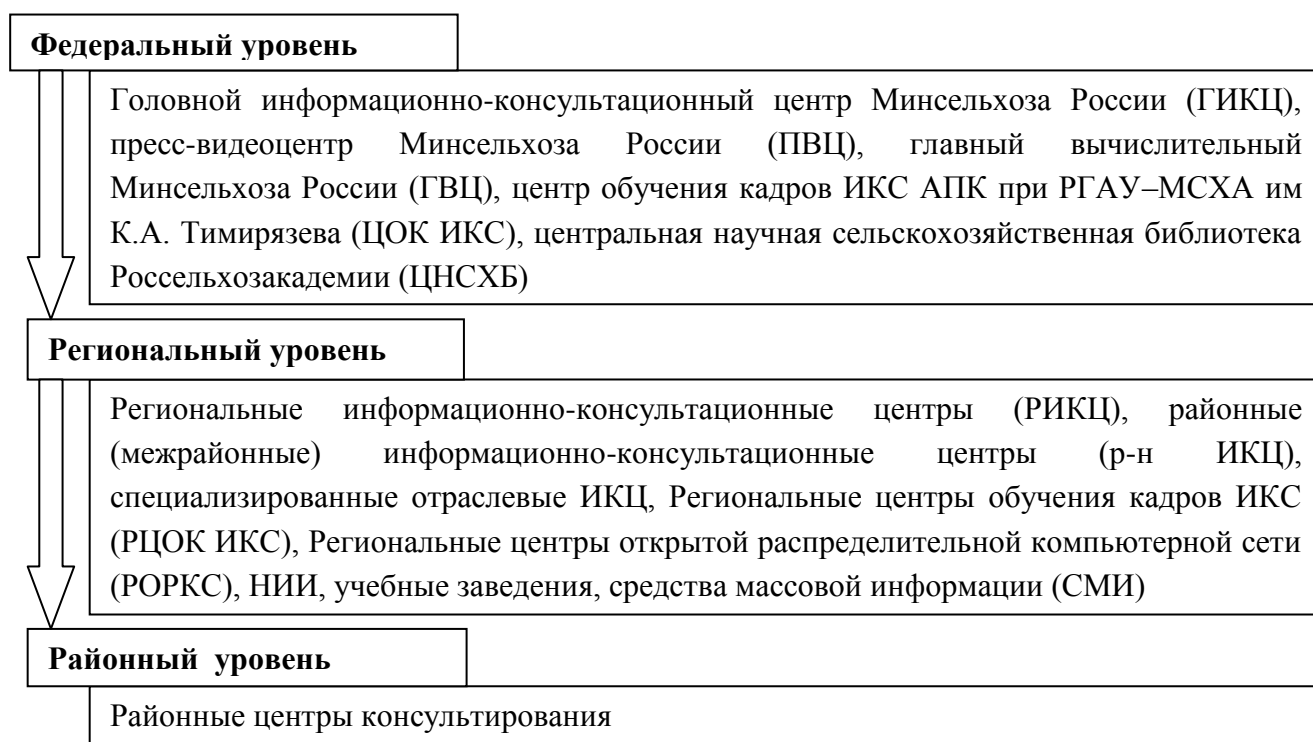 Федеральный уровень
Головной информационно-консультационный центр Минсельхоза России (ГИКЦ),
пресс-видеоцентр Минсельхоза России (ПВЦ), главный вычислительный
Минсельхоза России (ГВЦ), центр обучения кадров ИКС АПК при РГАУ–МСХА им
К.А. Тимирязева (ЦОК ИКС), центральная научная сельскохозяйственная библиотека
Россельхозакадемии (ЦНСХБ)
Региональный уровень
Региональные информационно-консультационные центры (РИКЦ), районные
(межрайонные) информационно-консультационные центры (р-н ИКЦ),
специализированные отраслевые ИКЦ, Региональные центры обучения кадров ИКС
(РЦОК ИКС), Региональные центры открытой распределительной компьютерной сети
(РОРКС), НИИ, учебные заведения, средства массовой информации (СМИ)
Районный уровень
Районные центры консультирования